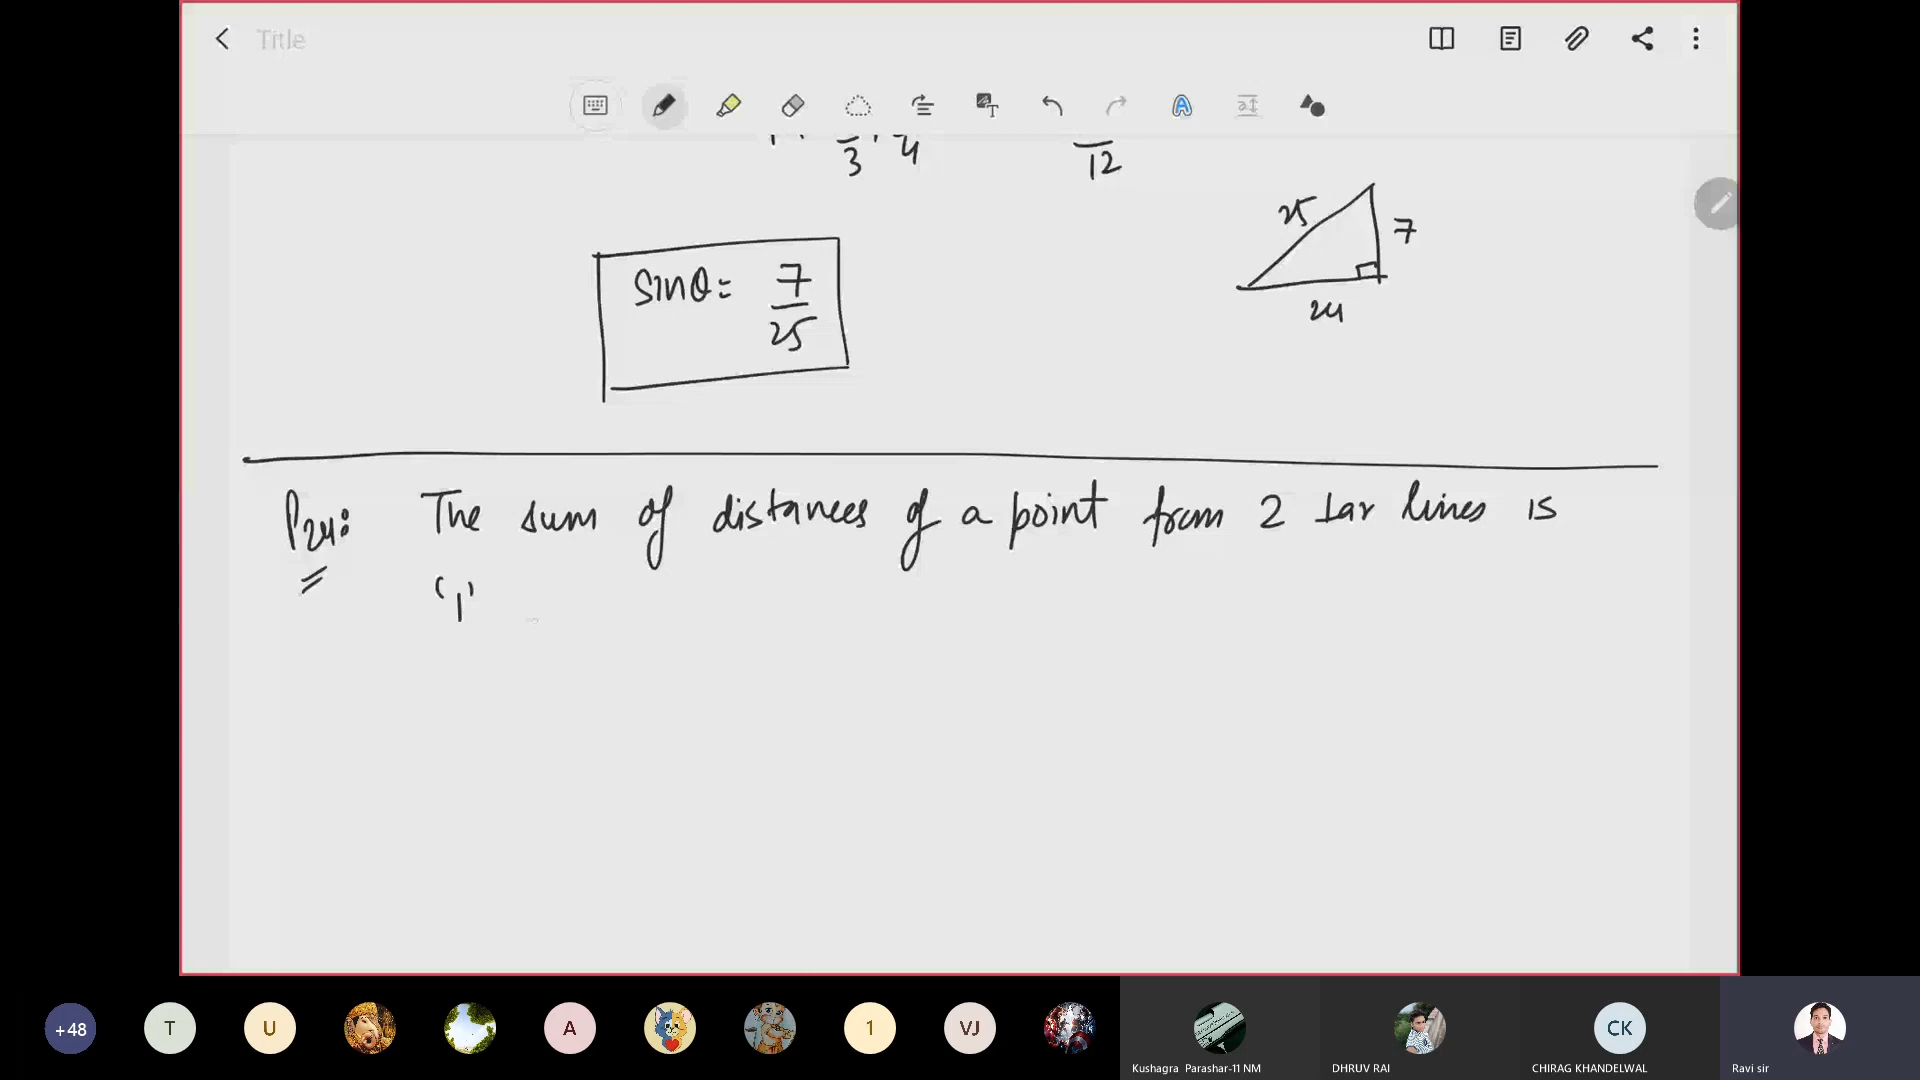 Title
3 , 4
12
25
7
24
sinθ = 7
25
P24: The sum of distances of a point from 2 ⊥ar lines is
'1'
+48
T
U
A
1
VJ
CK
Kushagra Parashar-11 NM
DHRUV RAI
CHIRAG KHANDELWAL
Ravi sir